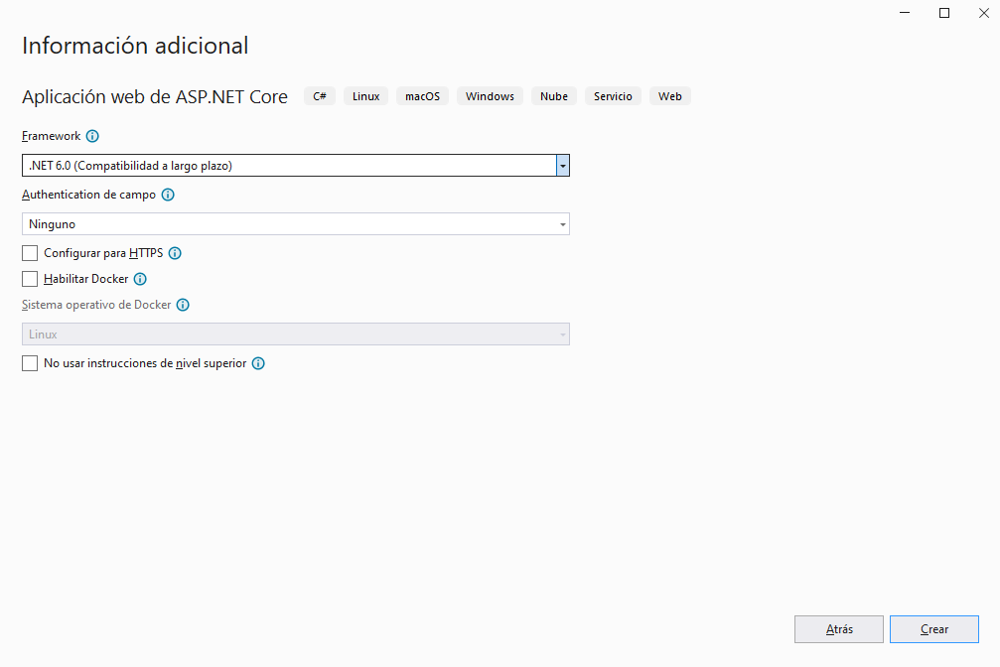 Información adicional
Aplicación web de ASP.NET Core C# Linux macOS Windows Nube Servicio Web
Framework
.NET 6.0 (Compatibilidad a largo plazo)
Authentication de campo
Ninguno
Configurar para HTTPS
Habilitar Docker
Sistema operativo de Docker
Linux
No usar instrucciones de nivel superior
Atrás Crear